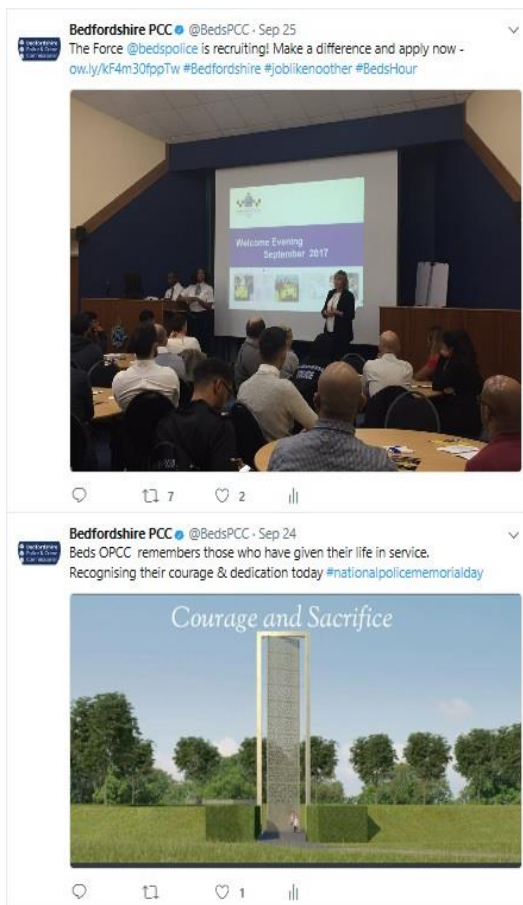 Bedfordshire PCC @BedsPCC · Sep 25
The Force @bedspolice is recruiting! Make a difference and apply now -
ow.ly/kF4m30fppTw #Bedfordshire #joblikenoother #BedsHour
Welcome Evening
September 2017
7
2
Bedfordshire PCC @BedsPCC · Sep 24
Beds OPCC remembers those who have given their life in service.
Recognising their courage & dedication today #nationalpolicememorialday
Courage and Sacrifice
1